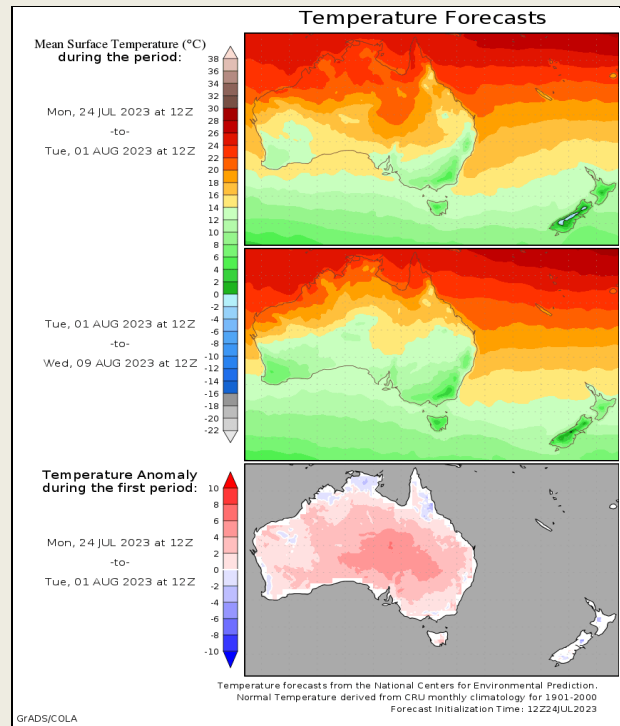 Temperature Forecasts
Mean Surface Temperature (°C)
during the period:
38
36
34
32
30
28
26
24
22
20
18
16
14
12
10
8
6
4
2
0
-2
-4
-6
-8
-10
-12
-14
-16
-18
-20
-22
Mon, 24 JUL 2023 at 12Z
-to-
Tue, 01 AUG 2023 at 12Z
Tue, 01 AUG 2023 at 12Z
-to-
Wed, 09 AUG 2023 at 12Z
Temperature Anomaly
during the first period:
10
8
6
4
2
0
-2
-4
-6
-8
-10
Mon, 24 JUL 2023 at 12Z
-to-
Tue, 01 AUG 2023 at 12Z
Temperature forecasts from the National Centers for Environmental Prediction.
Normal Temperature derived from CRU monthly climatology for 1901-2000
Forecast Initialization Time: 12Z24JUL2023
GrADS/COLA